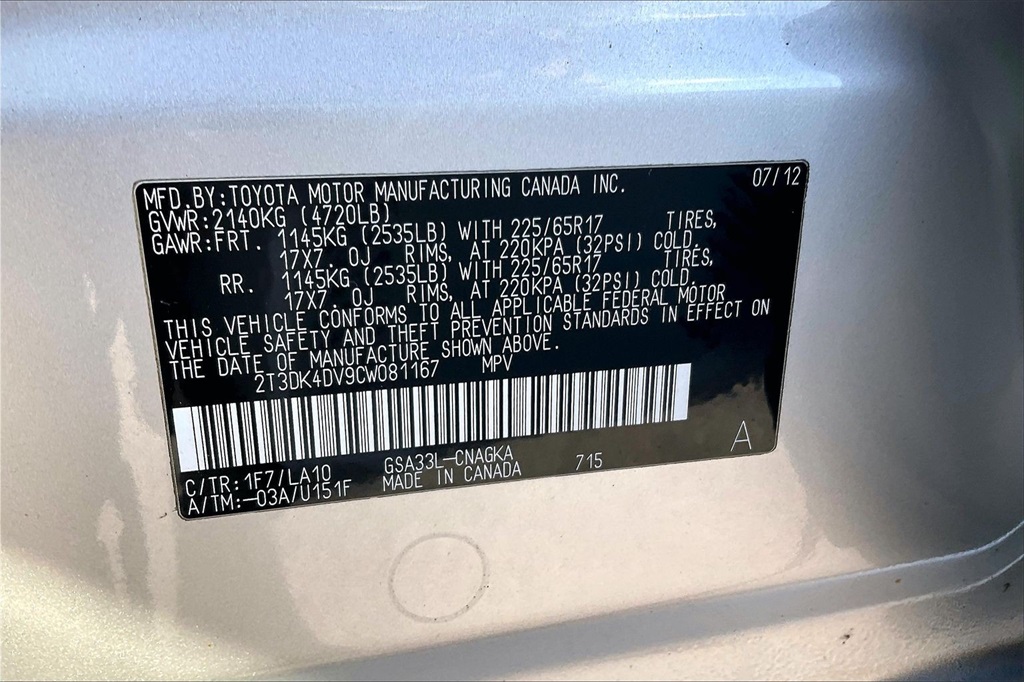 MFD.BY:TOYOTA MOTOR MANUFACTURING CANADA INC. 07/12
GVWR:2140KG (4720LB)
GAWR:FRT. 1145KG (2535LB) WITH 225/65R17 TIRES,
17X7.0J RIMS, AT 220KPA (32PSI) COLD.
RR. 1145KG (2535LB) WITH 225/65R17 TIRES,
17X7.0J RIMS, AT 220KPA (32PSI) COLD.
THIS VEHICLE CONFORMS TO ALL APPLICABLE FEDERAL MOTOR
VEHICLE SAFETY AND THEFT PREVENTION STANDARDS IN EFFECT ON
THE DATE OF MANUFACTURE SHOWN ABOVE.
2T3DK4DV9CW081167 MPV
A
C/TR:1F7/LA10 GSA33L-CNAGKA 715
A/TM:-03A/U151F MADE IN CANADA